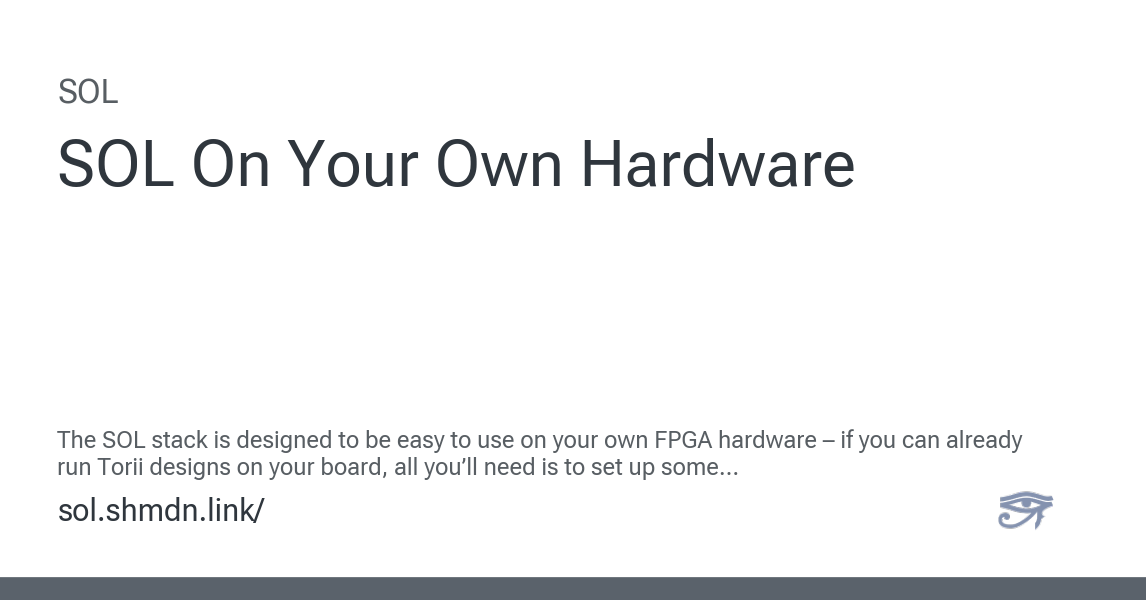 SOL
SOL On Your Own Hardware
The SOL stack is designed to be easy to use on your own FPGA hardware – if you can already
run Torii designs on your board, all you’ll need is to set up some...
sol.shmdn.link/